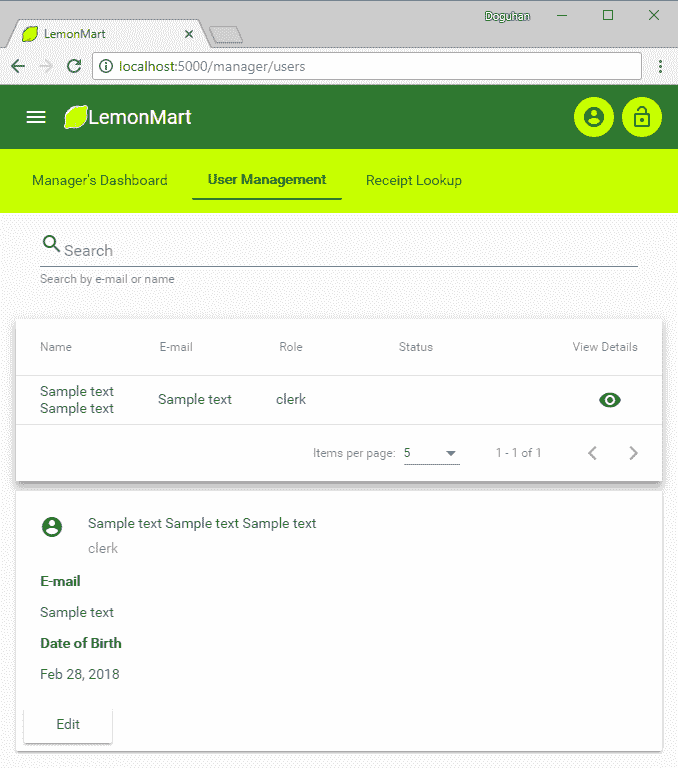 Doguhan
LemonMart
localhost:5000/manager/users
LemonMart
Manager's Dashboard User Management Receipt Lookup
Search
Search by e-mail or name
Name E-mail Role Status View Details
Sample text
Sample text Sample text clerk
Items per page: 5 1 - 1 of 1
Sample text Sample text Sample text
clerk
E-mail
Sample text
Date of Birth
Feb 28, 2018
Edit